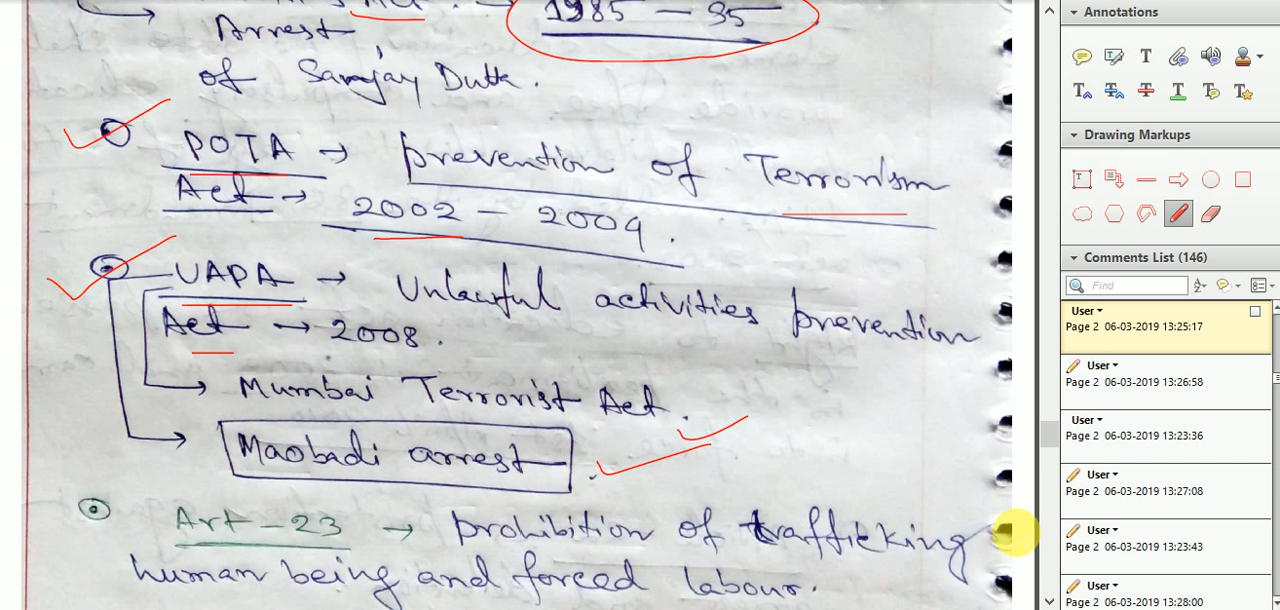 1985 - 95
Arrest
of Sanjay Dutt.
POTA → prevention of Terrorism
Act → 2002 - 2004.
UAPA → Unlawful activities prevention
Act → 2008.
→ Mumbai Terrorist Act.
→ Maobadi arrest.
Art-23 → prohibition of trafficking
human being and forced labour.
Annotations
Drawing Markups
Comments List (146)
Find
User
Page 2 06-03-2019 13:25:17
User
Page 2 06-03-2019 13:26:58
User
Page 2 06-03-2019 13:23:36
User
Page 2 06-03-2019 13:27:08
User
Page 2 06-03-2019 13:23:43
User
Page 2 06-03-2019 13:28:00